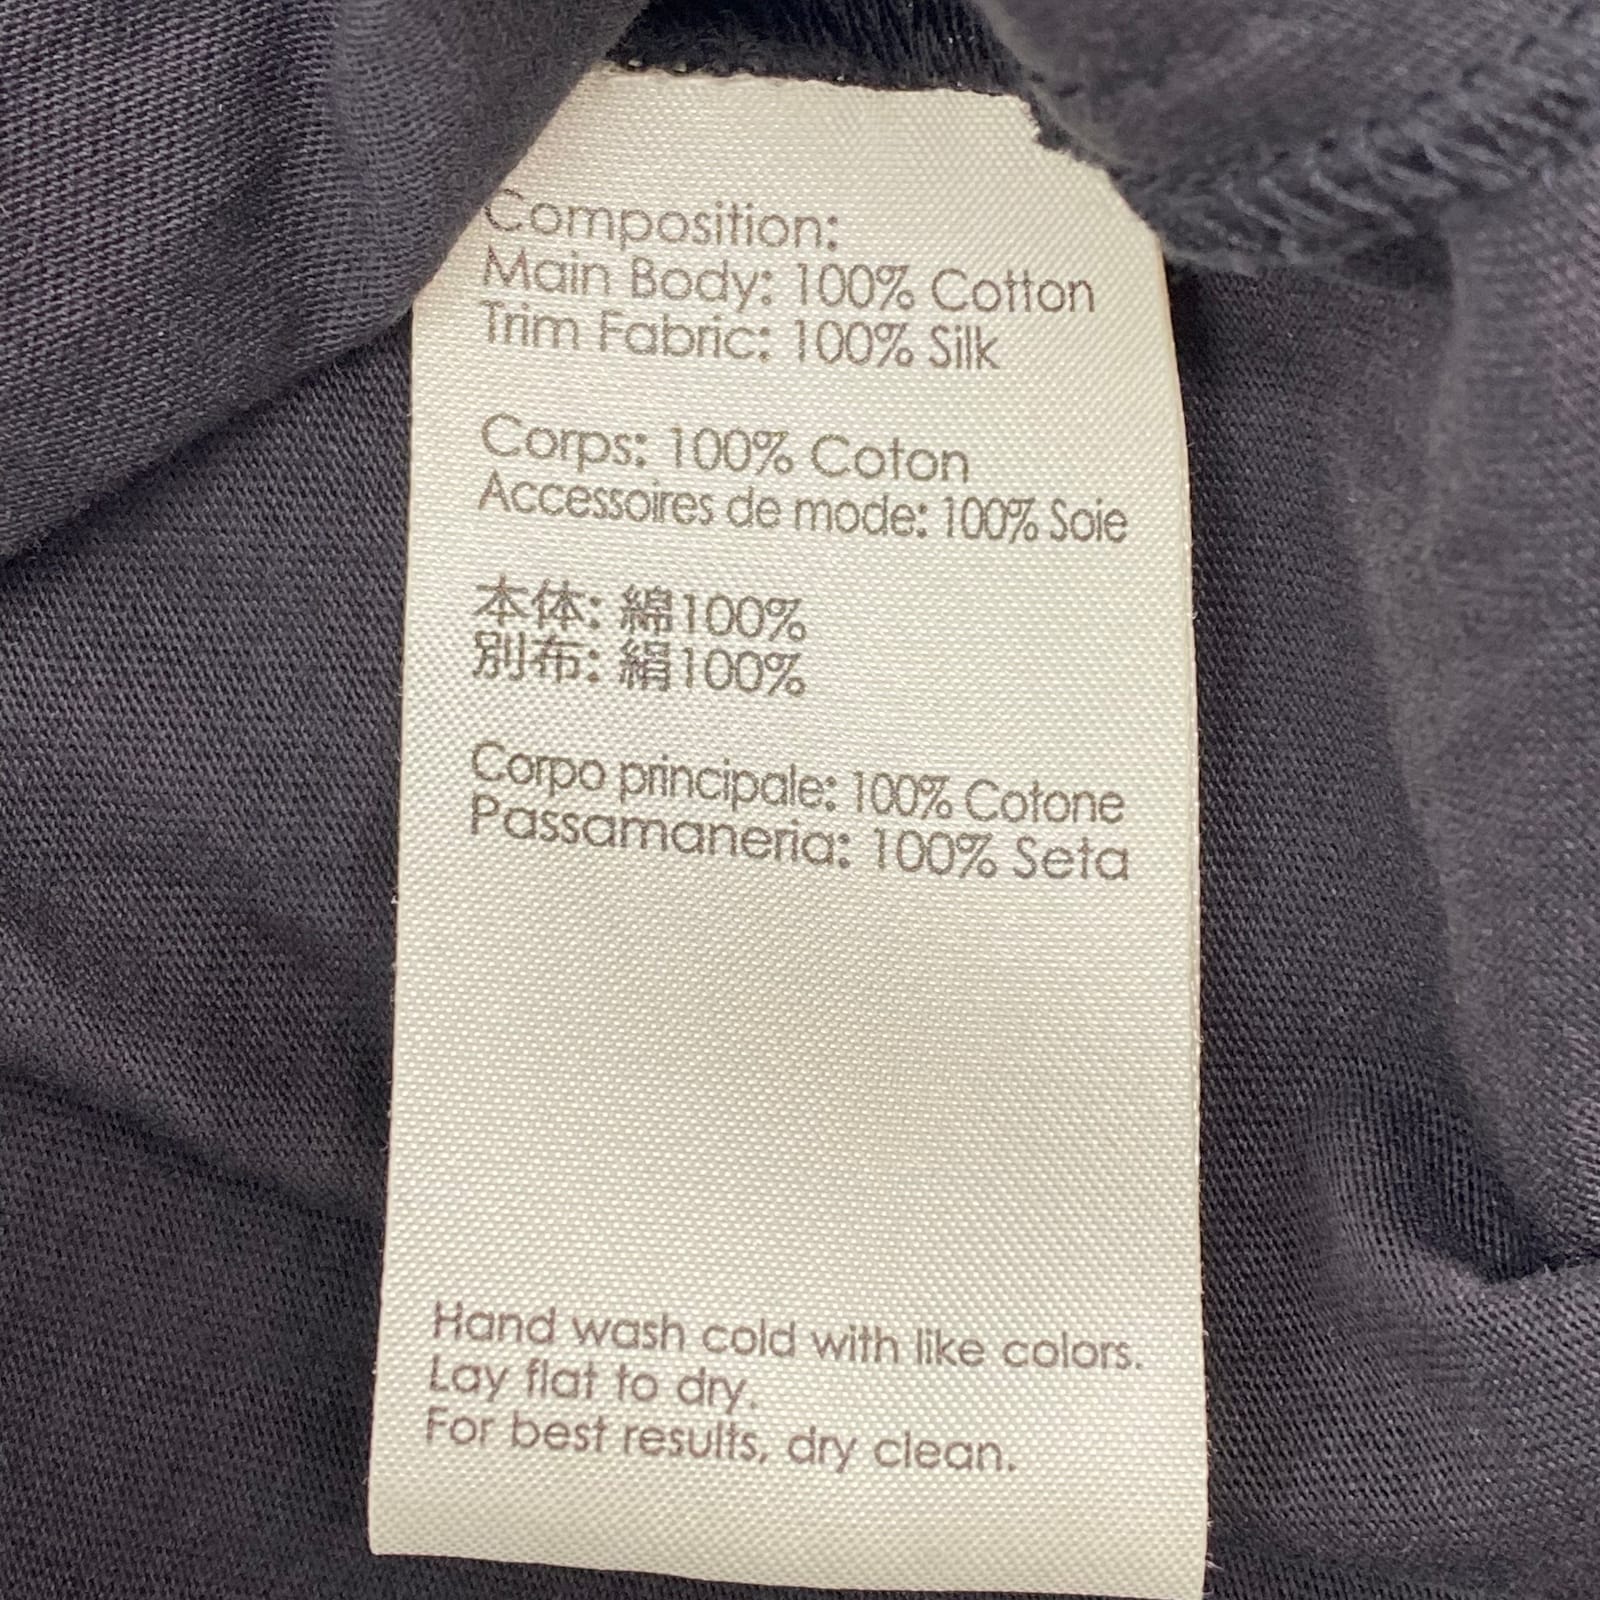 Composition:
Main Body: 100% Cotton
Trim Fabric: 100% Silk
Corps: 100% Coton
Accessoires de mode: 100% Soie
本体: 綿100%
別布: 絹100%
Corpo principale: 100% Cotone
Passamaneria: 100% Seta
Hand wash cold with like colors.
Lay flat to dry.
For best results, dry clean.